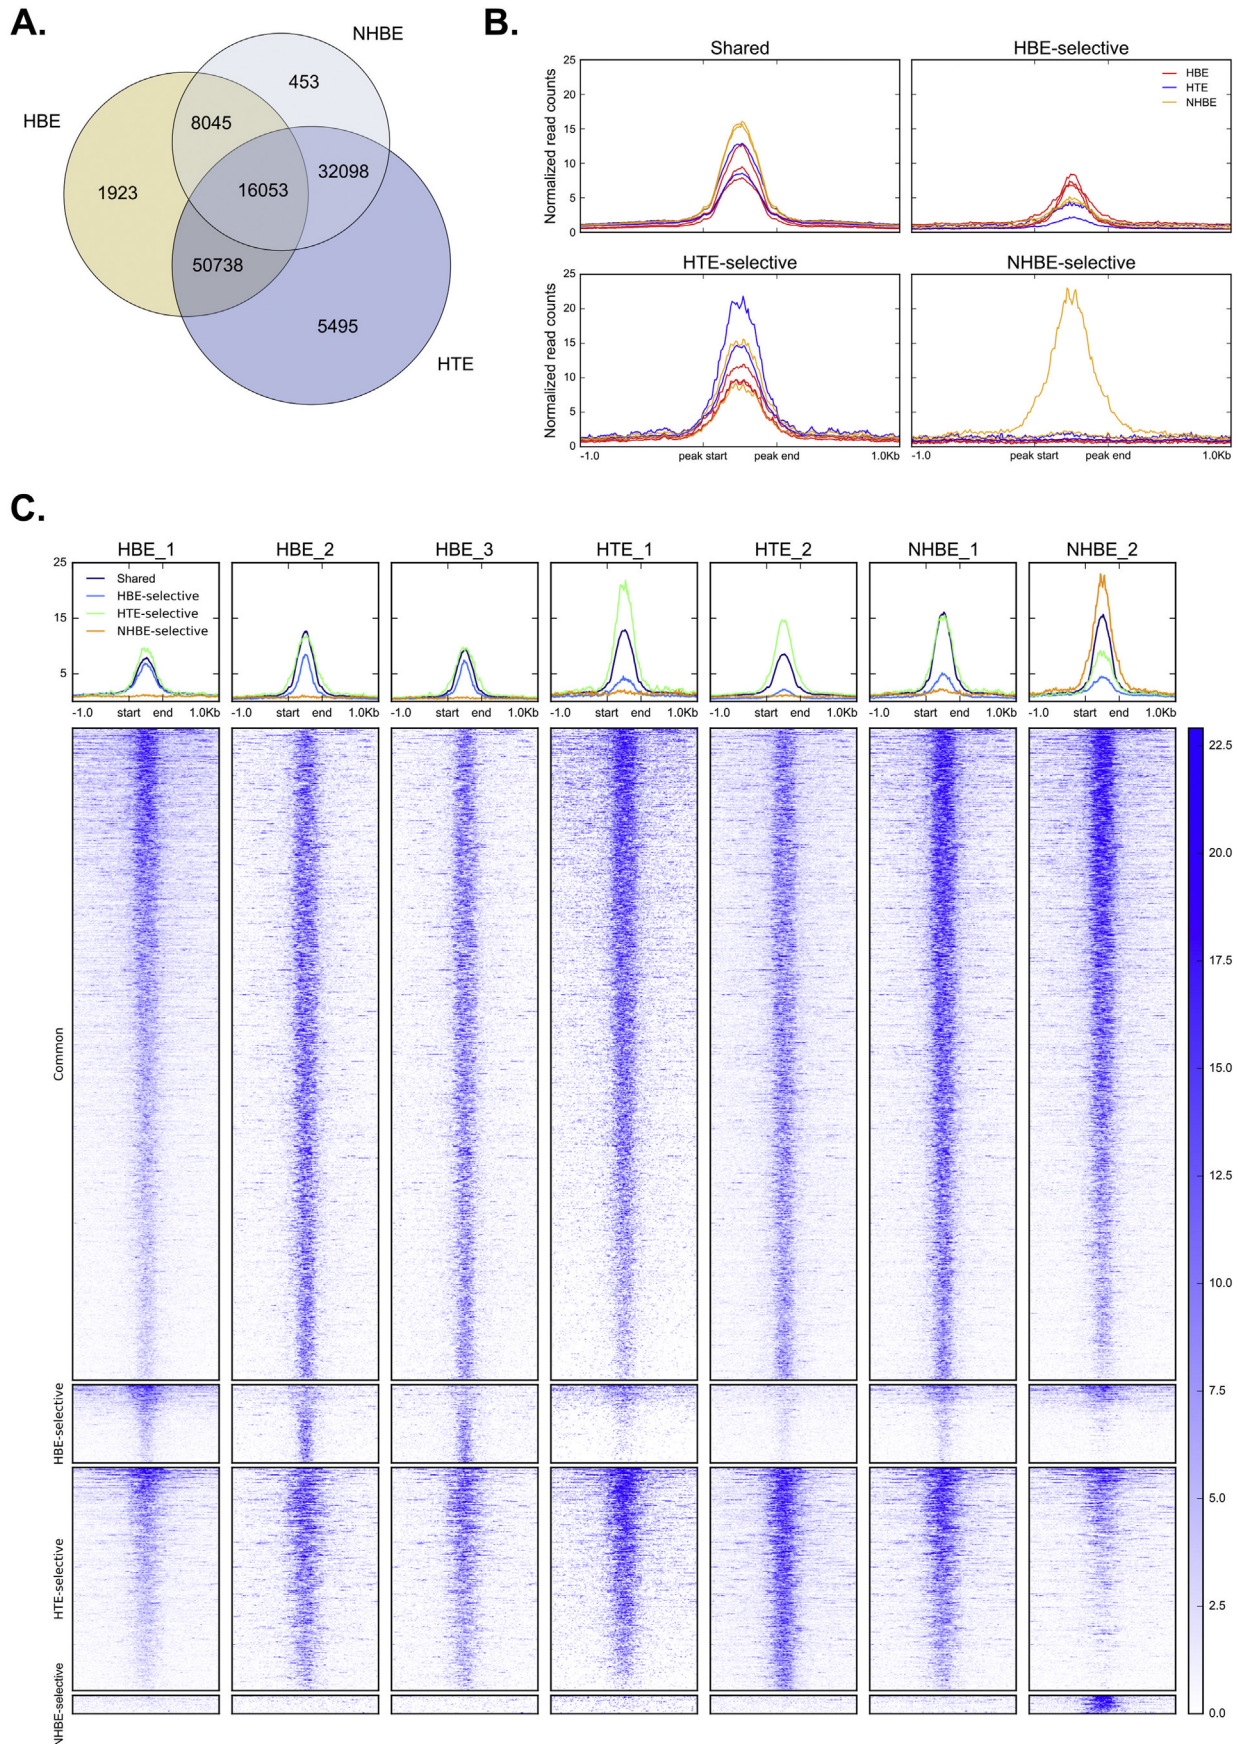 A.
NHBE
453
HBE
8045
32098
1923
16053
50738
5495
HTE
B.
Shared
HBE-selective
Normalized read counts
25
20
15
10
5
0
HBE
HTE
NHBE
HTE-selective
NHBE-selective
Normalized read counts
25
20
15
10
5
0
-1.0 peak start peak end 1.0Kb
-1.0 peak start peak end 1.0Kb
C.
HBE_1 HBE_2 HBE_3 HTE_1 HTE_2 NHBE_1 NHBE_2
25
15
5
Shared
HBE-selective
HTE-selective
NHBE-selective
-1.0 start end 1.0Kb
-1.0 start end 1.0Kb
-1.0 start end 1.0Kb
-1.0 start end 1.0Kb
-1.0 start end 1.0Kb
-1.0 start end 1.0Kb
-1.0 start end 1.0Kb
Common
HBE-selective
HTE-selective
NHBE-selective
22.5
20.0
17.5
15.0
12.5
10.0
7.5
5.0
2.5
0.0